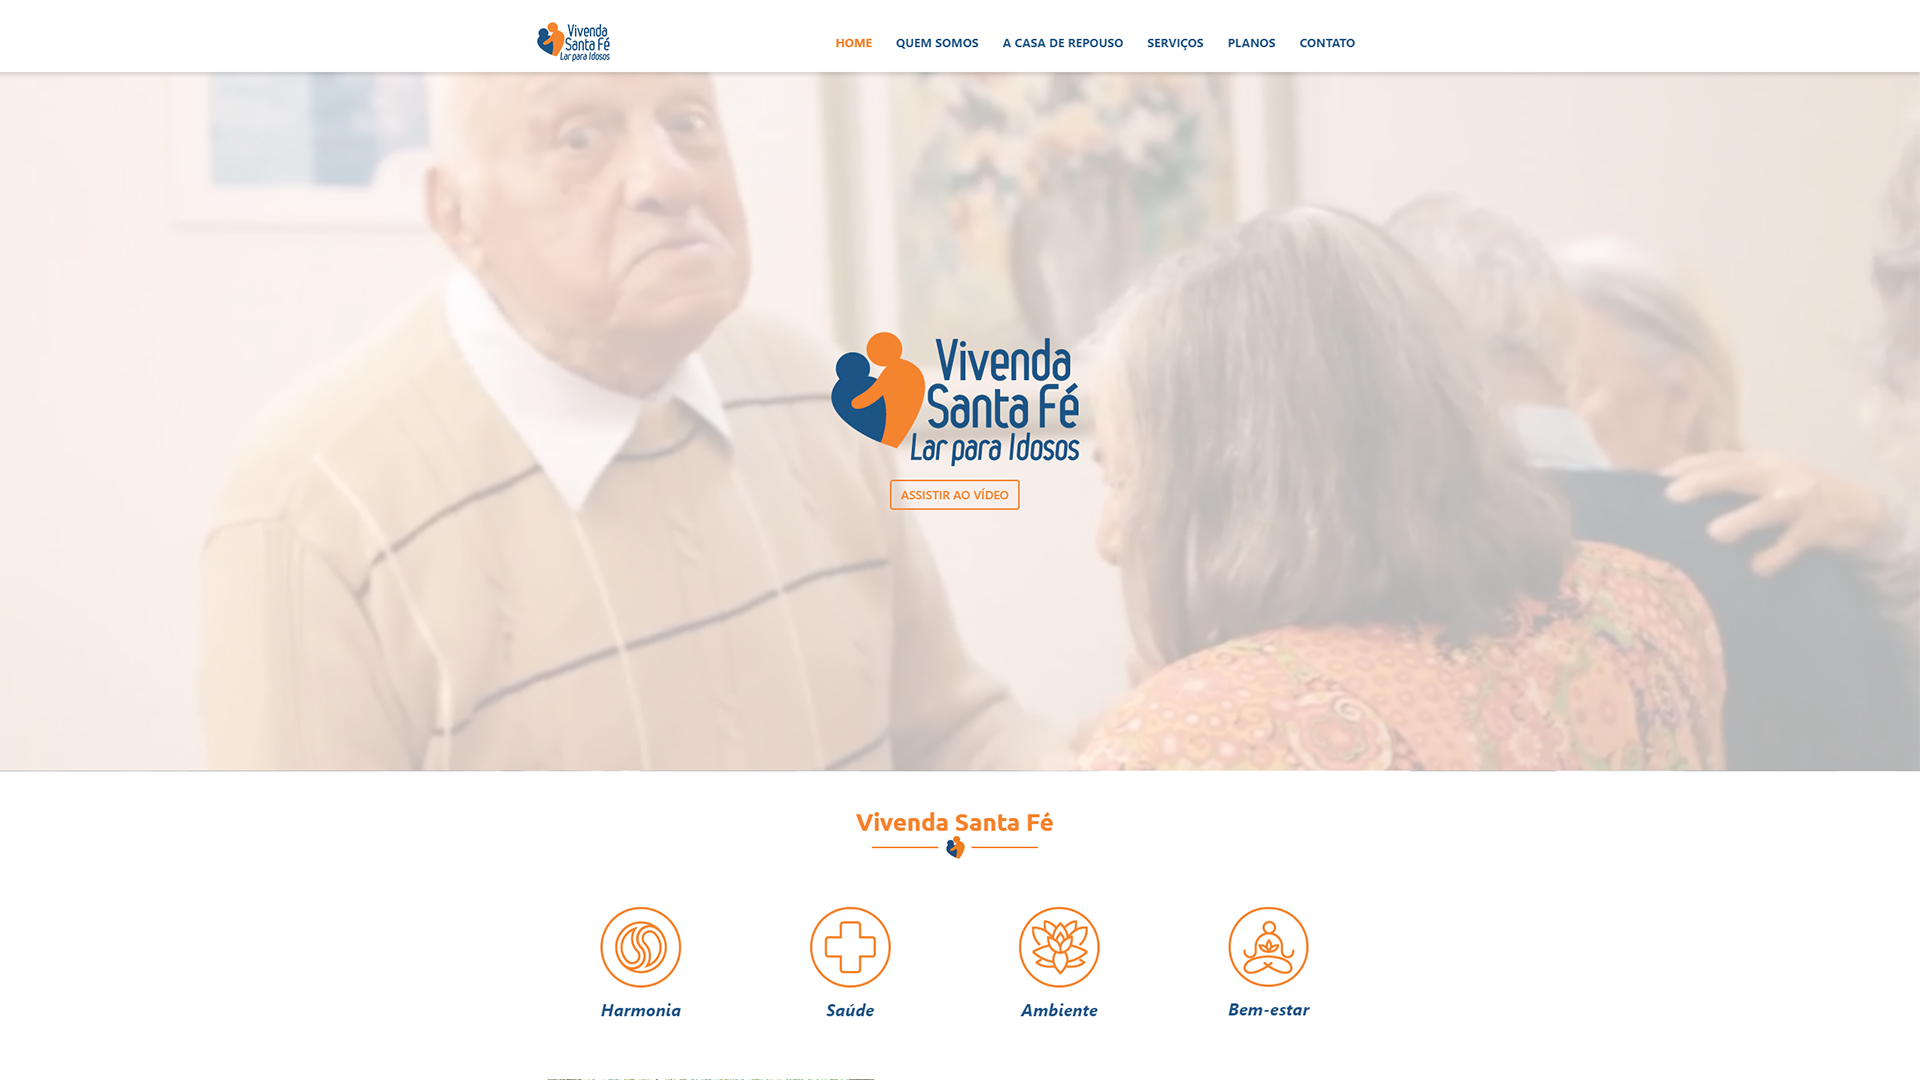 Vivenda
Santa Fé
Lar para Idosos
HOME
QUEM SOMOS
A CASA DE REPOUSO
SERVIÇOS
PLANOS
CONTATO
Vivenda
Santa Fé
Lar para Idosos
ASSISTIR AO VÍDEO
Vivenda Santa Fé
Harmonia
Saúde
Ambiente
Bem-estar